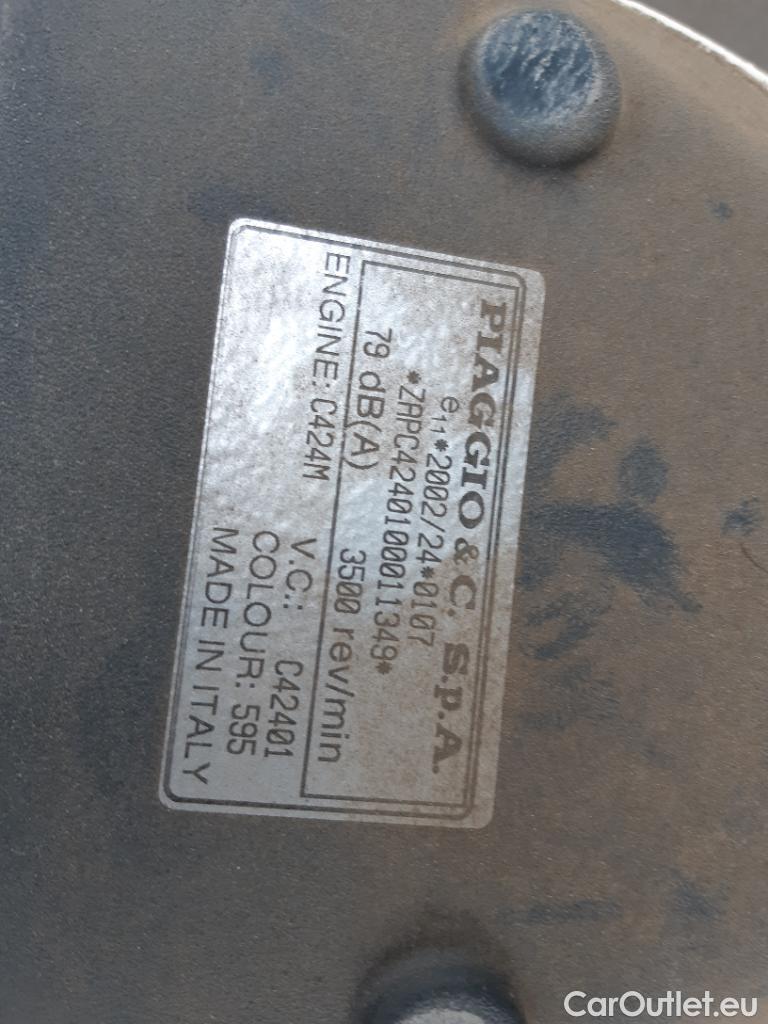 PIAGGIO & C. S.p.A.
e11*2002/24*0107
*ZAPC4240100011349*
79 dB(A) 3500 rev/min
ENGINE: C424M
V.C.: C42401
COLOUR: 595
MADE IN ITALY
CarOutlet.eu